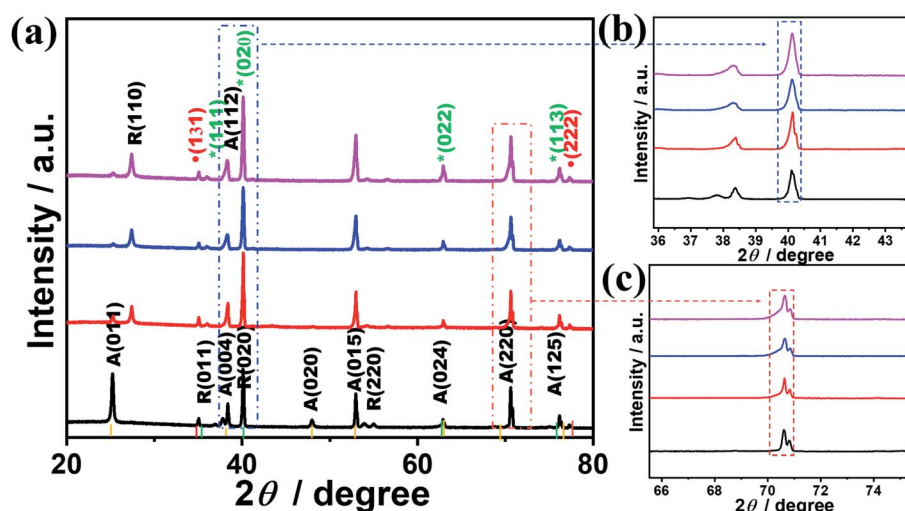 (a)
Intensity / a.u.
R(110)
•(131)
*(111)
A(112)
*(020)
*(022)
*(113)
•(222)
A(011)
R(011)
A(004)
R(020)
A(020)
A(015)
R(220)
A(024)
A(220)
A(125)
20 40 60 80
2θ / degree
(b)
Intensity / a.u.
36 37 38 39 40 41 42 43
2θ / degree
(c)
Intensity / a.u.
66 68 70 72 74
2θ / degree